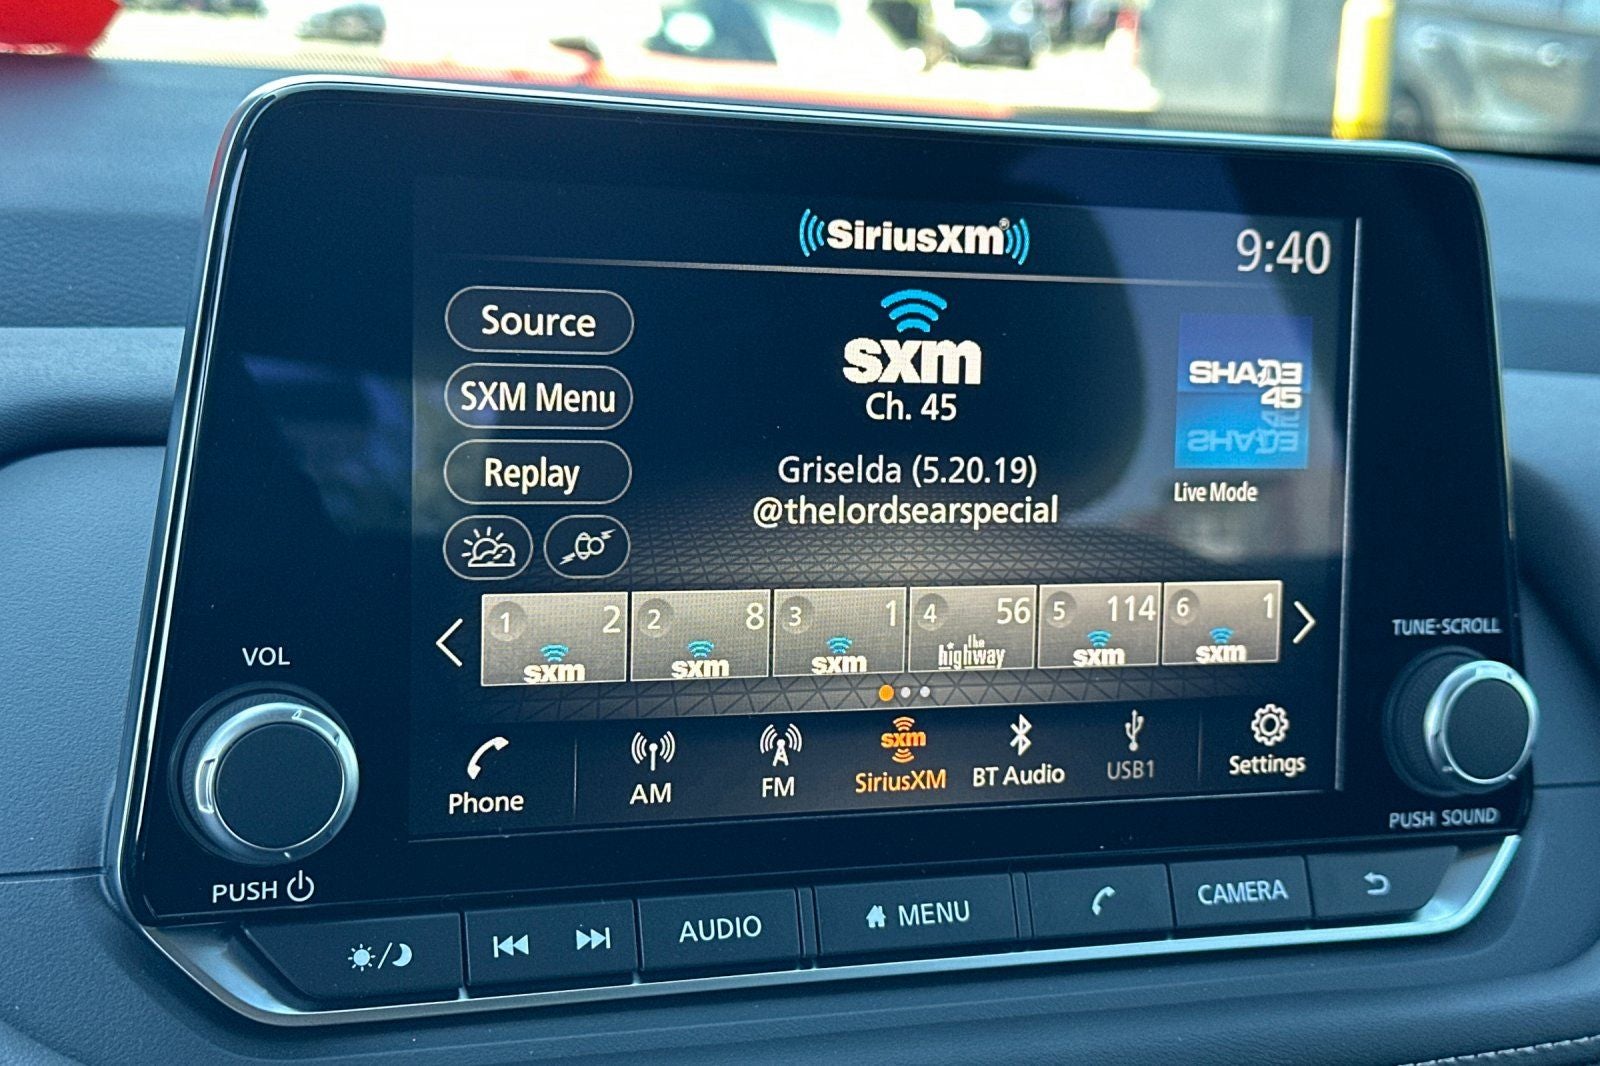 SiriusXM®
9:40
Source
SXM Menu
Replay
sxm
Ch. 45
Griselda (5.20.19)
@thelordsearspecial
SHADE
45
45
SHADE
Live Mode
1 2 sxm
2 8 sxm
3 1 sxm
4 56 the highway
5 114 sxm
6 1 sxm
Phone
AM
FM
sxm
SiriusXM
BT Audio
USB1
Settings
VOL
PUSH
TUNE·SCROLL
PUSH SOUND
AUDIO
MENU
CAMERA